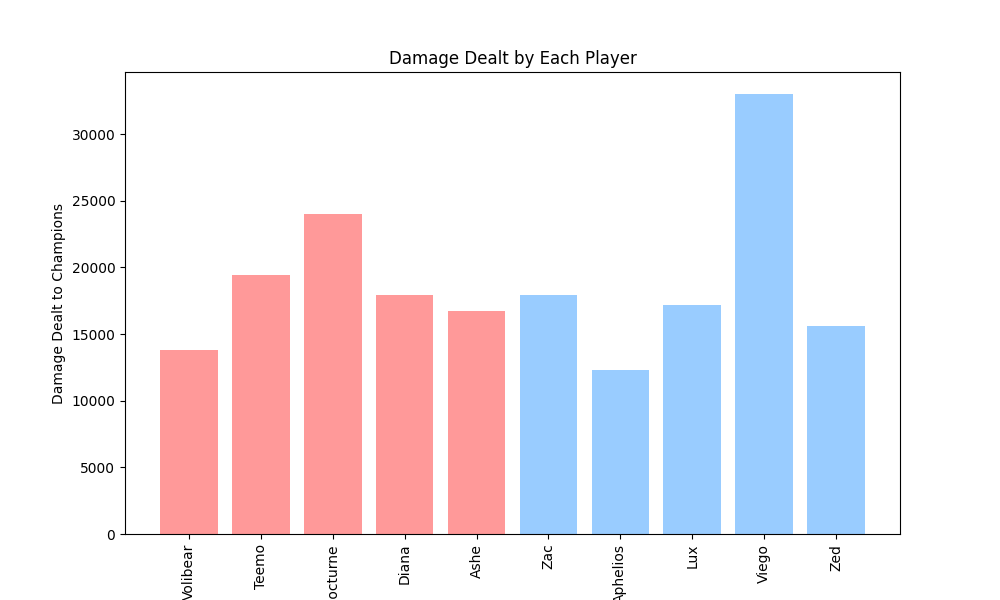 Damage Dealt by Each Player
Damage Dealt to Champions
30000
25000
20000
15000
10000
5000
0
Volibear
Teemo
octurne
Diana
Ashe
Zac
Aphelios
Lux
Viego
Zed